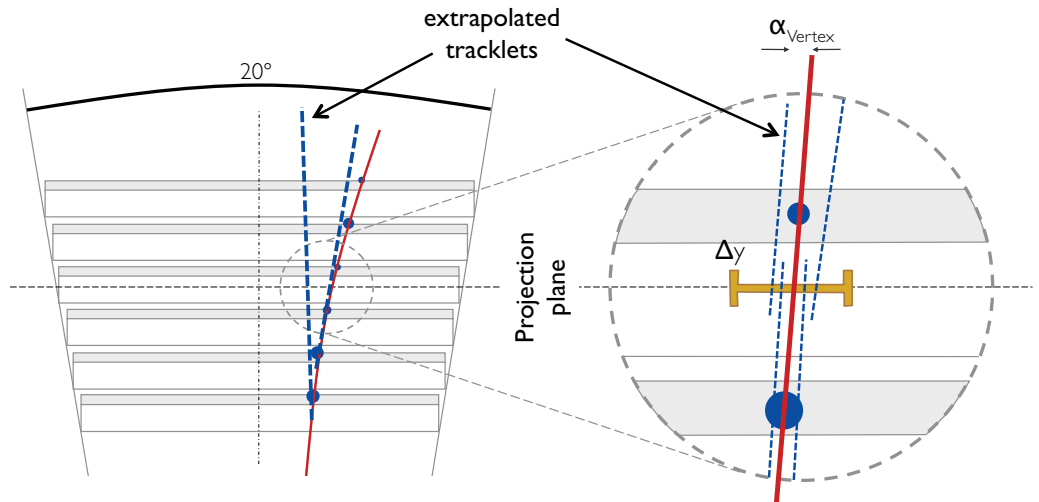 extrapolated
tracklets
20°
αVertex
Δy
Projection
plane